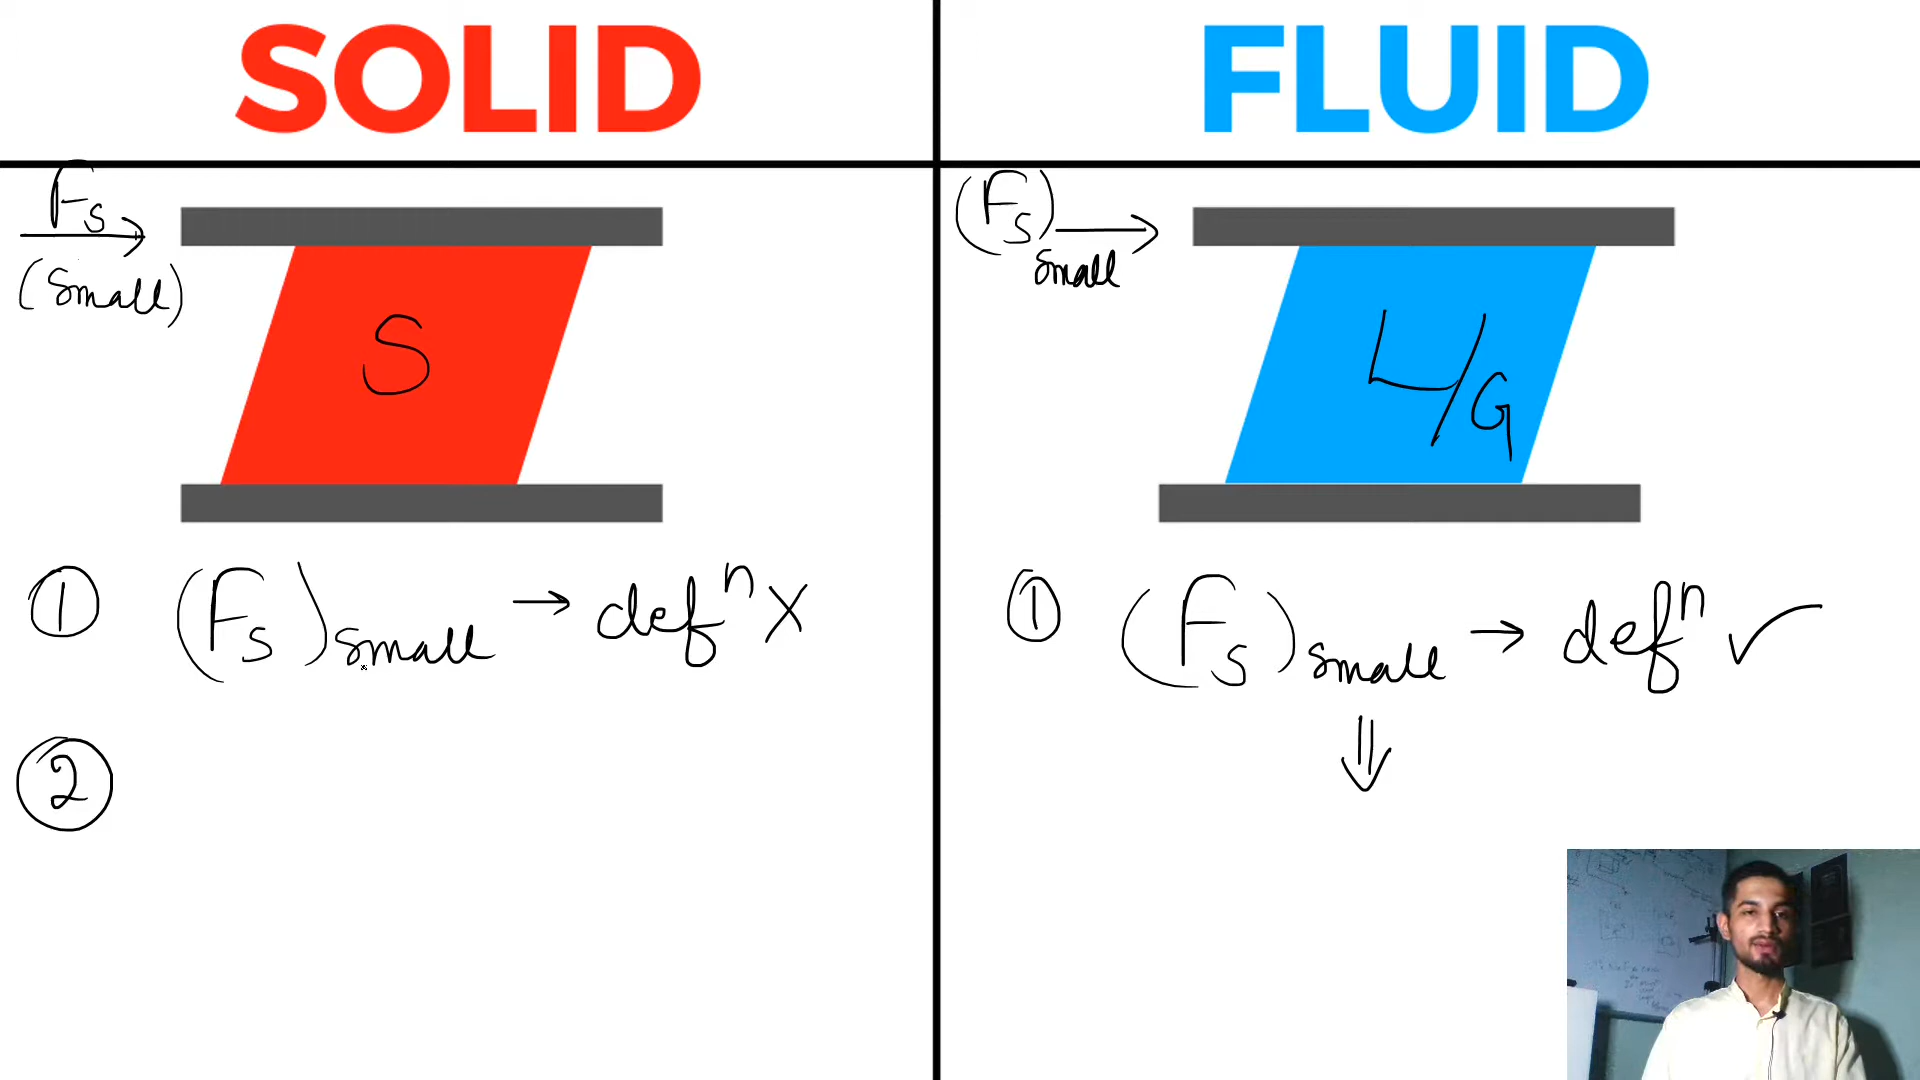 SOLID
Fs
(Small)
S
① (Fs)small → defⁿ X
②
FLUID
(Fs)small
L/G
① (Fs)small → defⁿ ✓
⇓